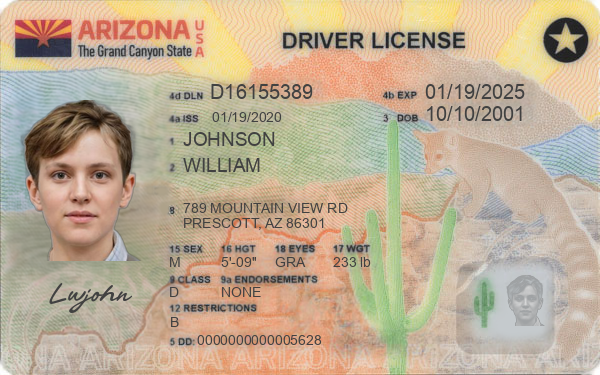 ARIZONA USA
The Grand Canyon State
DRIVER LICENSE
4d DLN D16155389
4b EXP 01/19/2025
4a ISS 01/19/2020
3 DOB 10/10/2001
1 JOHNSON
2 WILLIAM
8 789 MOUNTAIN VIEW RD
PRESCOTT, AZ 86301
15 SEX 16 HGT 18 EYES 17 WGT
M 5'-09" GRA 233 lb
9 CLASS 9a ENDORSEMENTS
D NONE
12 RESTRICTIONS
B
5 DD: 0000000000005628
Lwjohn
ARIZONA ARIZONA ARIZONA ARIZONA